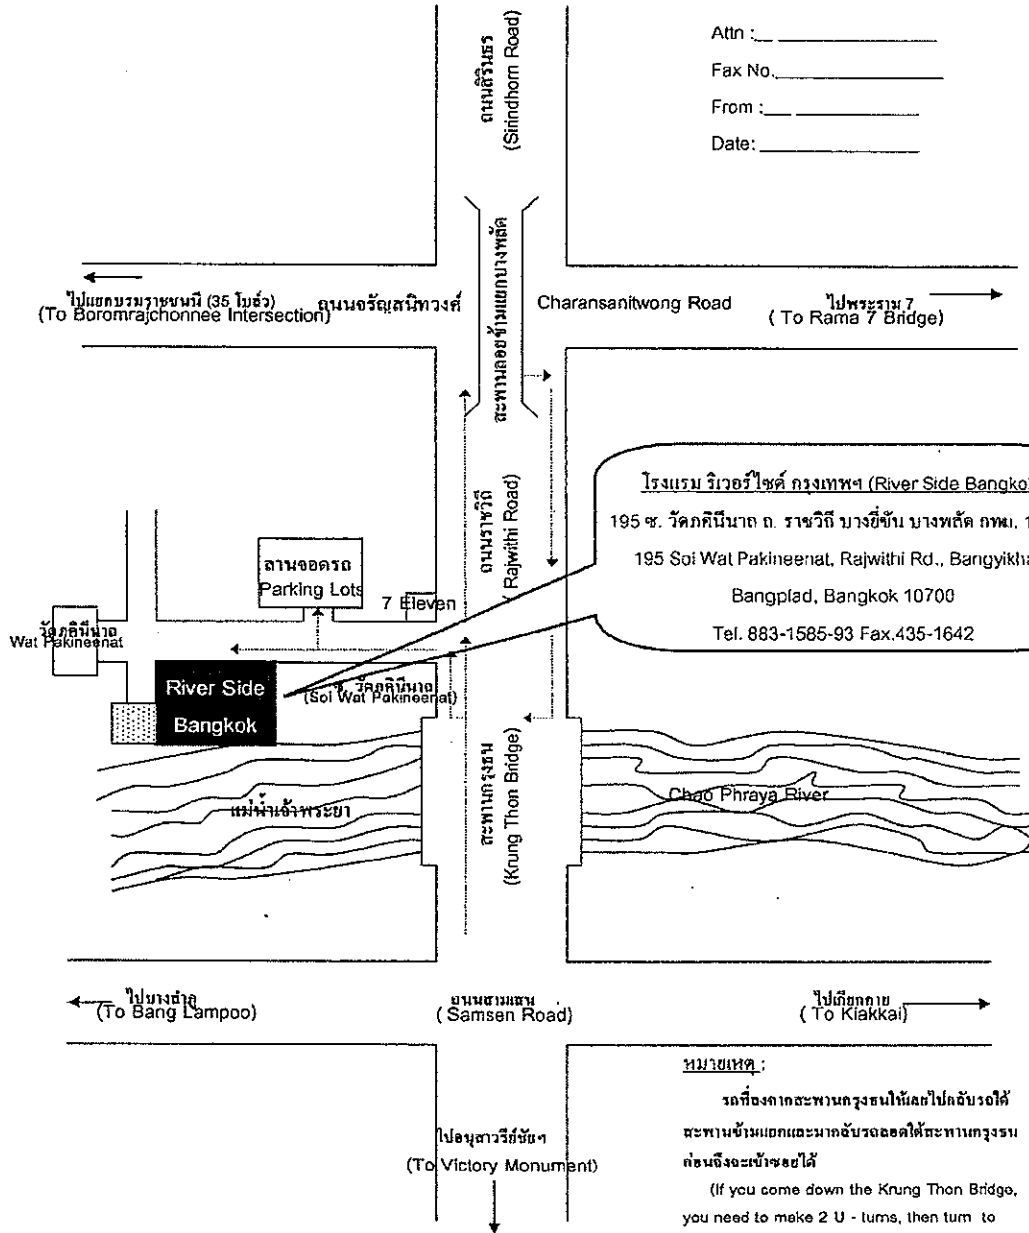 Attn :
Fax No.
From :
Date:
ถนนสิรินธร
(Sirindhorn Road)
สะพานลอยข้ามแยกบางพลัด
ไปแยกบรมราชชนนี (35 โบล์ว)
(To Boromrajchonnee Intersection)
ถนนจรัญสนิทวงศ์
Charansanitwong Road
ไปพระราม 7
( To Rama 7 Bridge)
ถนนราชวิถี
( Rajwithi Road)
โรงแรม ริเวอร์ไซด์ กรุงเทพฯ (River Side Bangko
195 ซ. วัดภคินีนาถ ถ. ราชวิถี บางยี่ขัน บางพลัด กทม. 1
195 Soi Wat Pakineenat, Rajwithi Rd., Bangyikha
Bangplad, Bangkok 10700
Tel. 883-1585-93 Fax.435-1642
ลานจอดรถ
Parking Lots
7 Eleven
วัดภคินีนาถ
Wat Pakineenat
River Side
Bangkok
ซ. วัดภคินีนาถ
(Soi Wat Pakineenat)
สะพานกรุงธน
(Krung Thon Bridge)
แม่น้ำเจ้าพระยา
Chao Phraya River
ไปบางลำภู
(To Bang Lampoo)
ถนนสามเสน
( Samsen Road)
ไปเกียกกาย
( To Kiakkai)
ไปอนุสาวรีย์ชัยฯ
(To Victory Monument)
หมายเหตุ :
รถที่ลงจากสะพานกรุงธนให้เลยไปกลับรถใต้
สะพานข้ามแยกและมากลับรถลอดใต้สะพานกรุงธน
ก่อนจึงจะเข้าซอยได้
(If you come down the Krung Thon Bridge,
you need to make 2 U - turns, then turn to